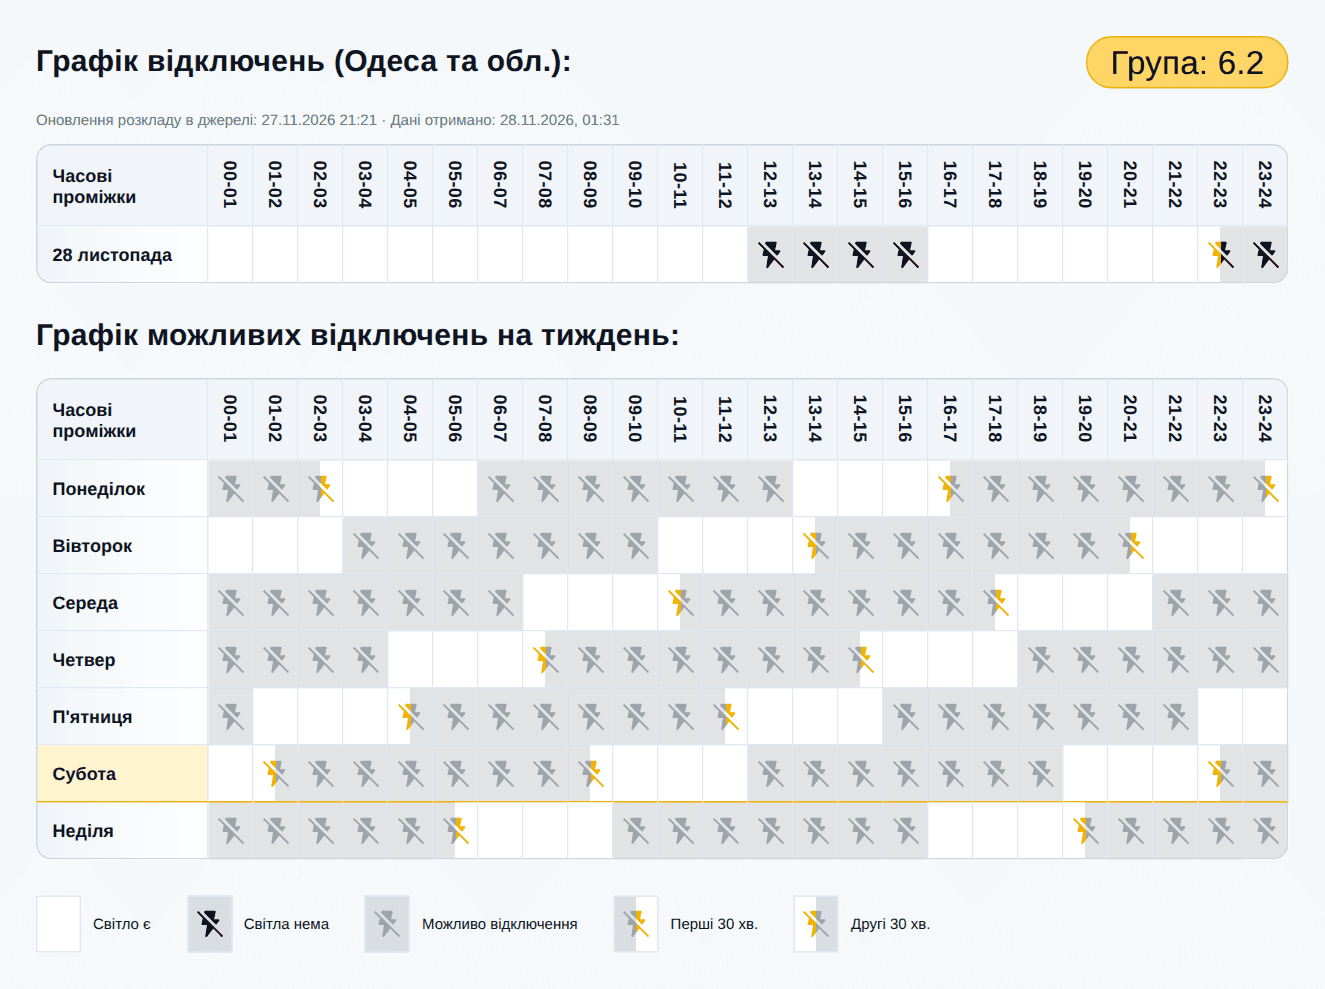 Графік відключень (Одеса та обл.):
Група: 6.2
Оновлення розкладу в джерелі: 27.11.2026 21:21 · Дані отримано: 28.11.2026, 01:31
Часові проміжки 00-01 01-02 02-03 03-04 04-05 05-06 06-07 07-08 08-09 09-10 10-11 11-12 12-13 13-14 14-15 15-16 16-17 17-18 18-19 19-20 20-21 21-22 22-23 23-24
28 листопада
Графік можливих відключень на тиждень:
Часові проміжки 00-01 01-02 02-03 03-04 04-05 05-06 06-07 07-08 08-09 09-10 10-11 11-12 12-13 13-14 14-15 15-16 16-17 17-18 18-19 19-20 20-21 21-22 22-23 23-24
Понеділок
Вівторок
Середа
Четвер
П'ятниця
Субота
Неділя
Світло є Світла нема Можливо відключення Перші 30 хв. Другі 30 хв.